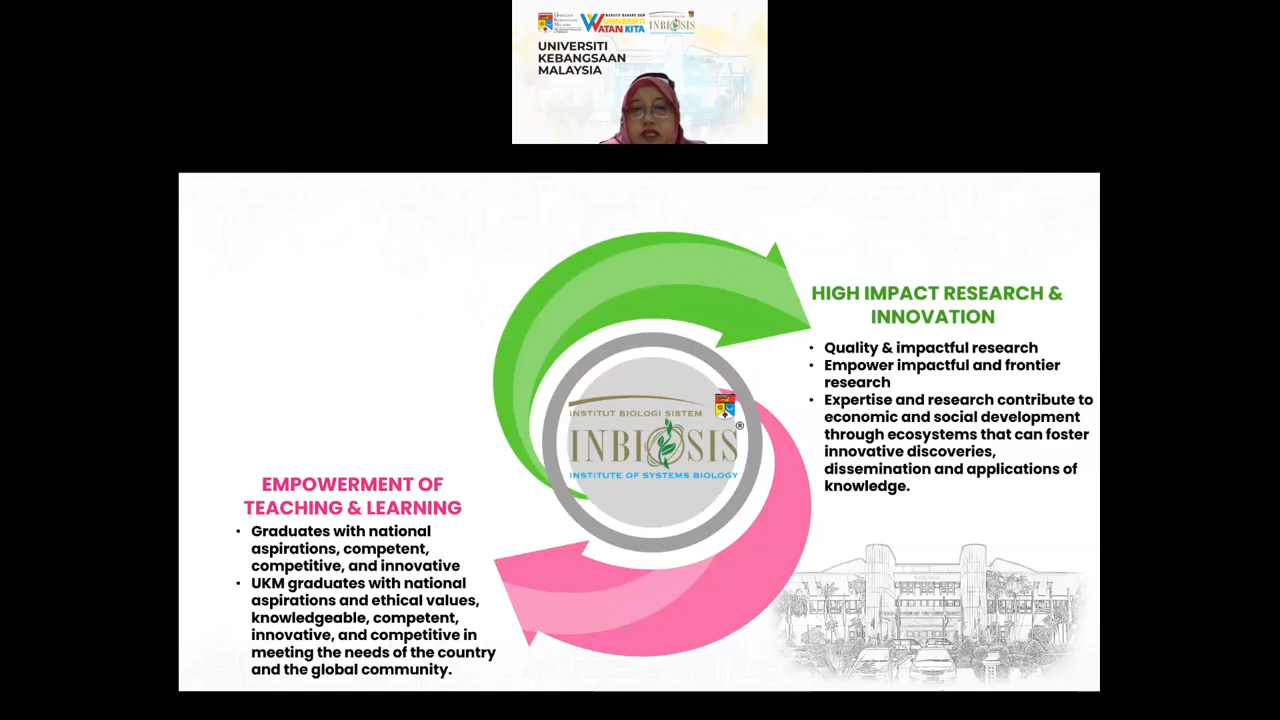 UNIVERSITI
KEBANGSAAN
MALAYSIA
WATAN KITA
INBIOSIS
UNIVERSITI
KEBANGSAAN
MALAYSIA
HIGH IMPACT RESEARCH &
INNOVATION
• Quality & impactful research
• Empower impactful and frontier
research
• Expertise and research contribute to
economic and social development
through ecosystems that can foster
innovative discoveries,
dissemination and applications of
knowledge.
INSTITUT BIOLOGI SISTEM
INBIOSIS®
INSTITUTE OF SYSTEMS BIOLOGY
EMPOWERMENT OF
TEACHING & LEARNING
• Graduates with national
aspirations, competent,
competitive, and innovative
• UKM graduates with national
aspirations and ethical values,
knowledgeable, competent,
innovative, and competitive in
meeting the needs of the country
and the global community.